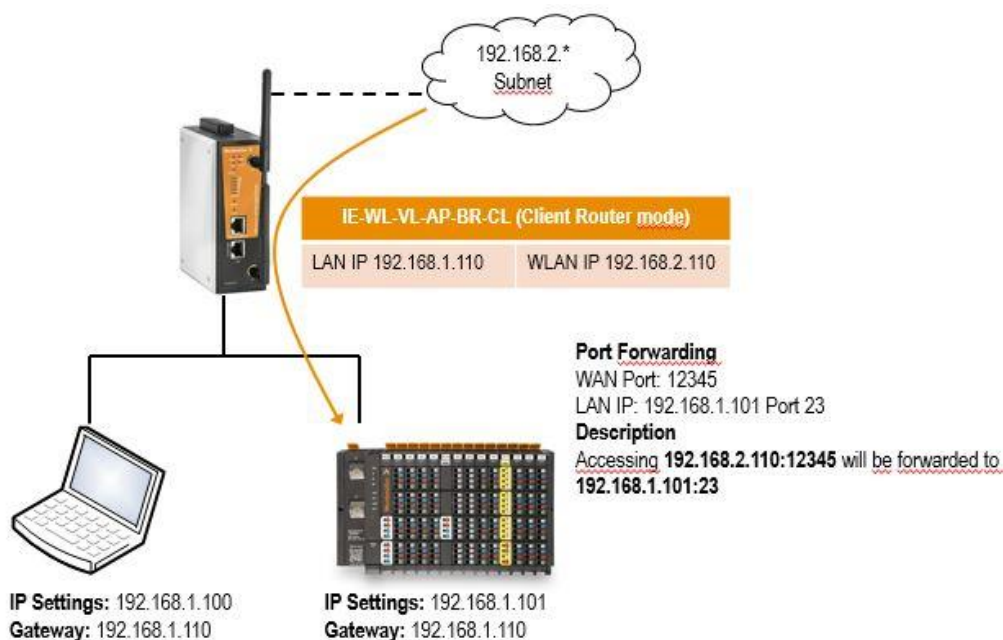 192.168.2.*
Subnet
IE-WL-VL-AP-BR-CL (Client Router mode)
LAN IP 192.168.1.110
WLAN IP 192.168.2.110
Port Forwarding
WAN Port: 12345
LAN IP: 192.168.1.101 Port 23
Description
Accessing 192.168.2.110:12345 will be forwarded to
192.168.1.101:23
IP Settings: 192.168.1.100
Gateway: 192.168.1.110
IP Settings: 192.168.1.101
Gateway: 192.168.1.110